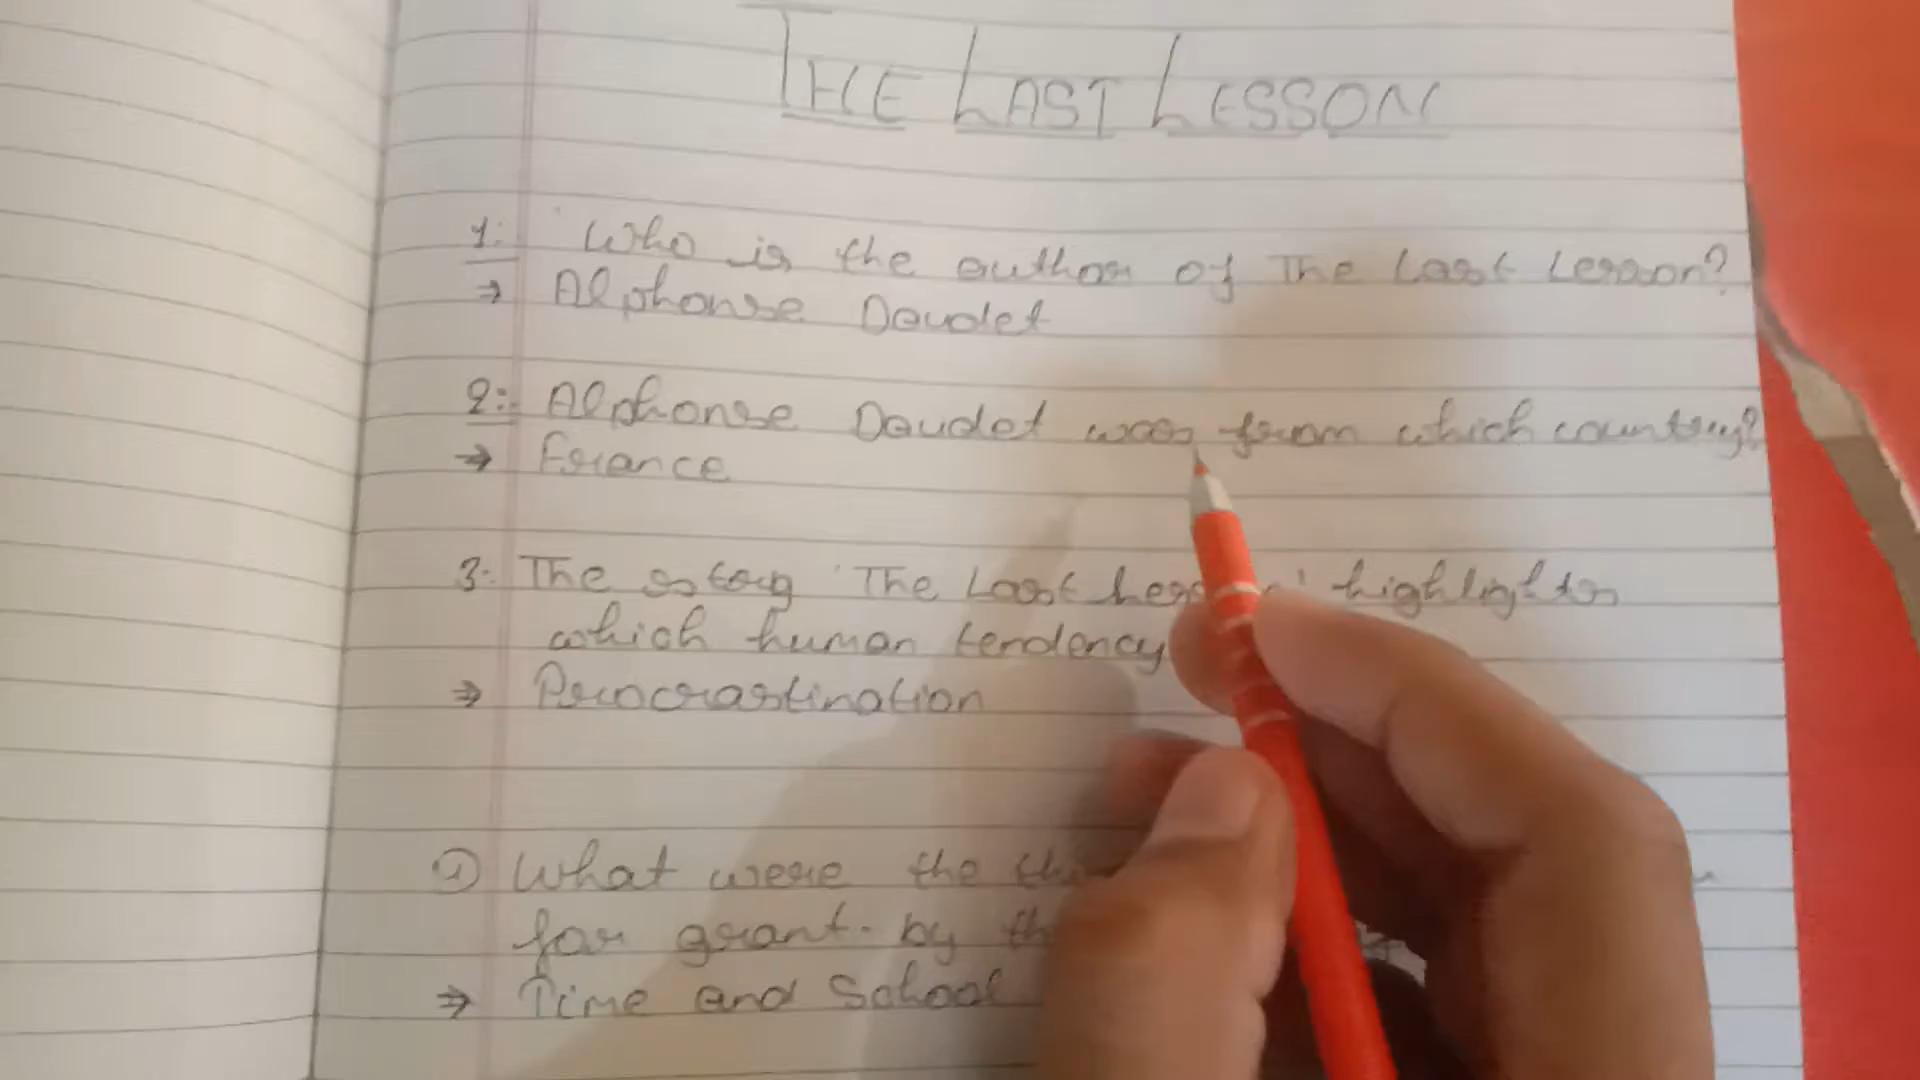 THE LAST LESSON
1: Who is the author of The Last Lesson?
→ Alphonse Daudet
2:- Alphonse Daudet was from which country?
→ France
3. The story 'The Last highlights
which human tendency
→ Procrastination
What were the
for grant. by
→ Time and School